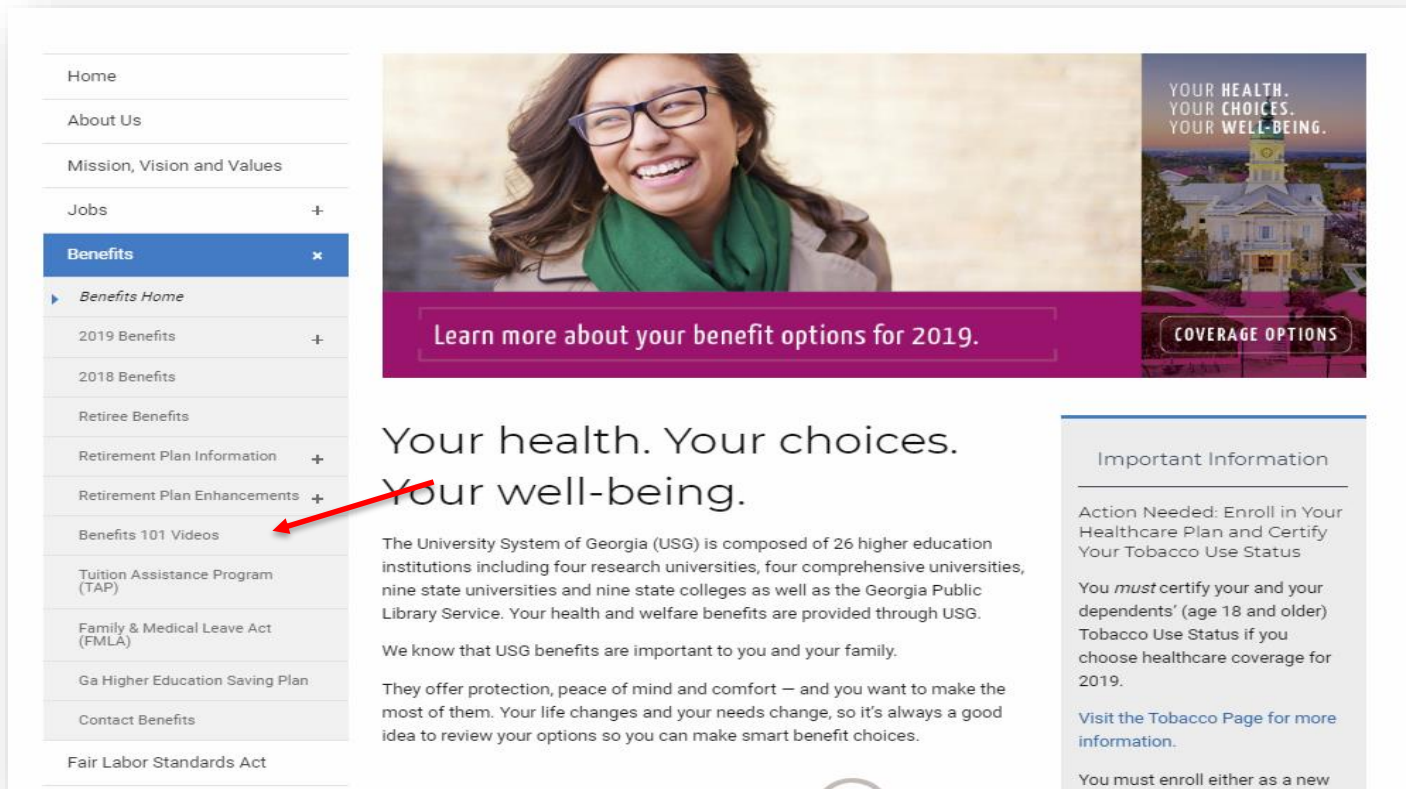 Home
About Us
Mission, Vision and Values
Jobs +
Benefits ×
Benefits Home
2019 Benefits +
2018 Benefits
Retiree Benefits
Retirement Plan Information +
Retirement Plan Enhancements +
Benefits 101 Videos
Tuition Assistance Program
(TAP)
Family & Medical Leave Act
(FMLA)
Ga Higher Education Saving Plan
Contact Benefits
Fair Labor Standards Act
YOUR HEALTH.
YOUR CHOICES.
YOUR WELL-BEING.
Learn more about your benefit options for 2019.
COVERAGE OPTIONS
Your health. Your choices.
Your well-being.
The University System of Georgia (USG) is composed of 26 higher education
institutions including four research universities, four comprehensive universities,
nine state universities and nine state colleges as well as the Georgia Public
Library Service. Your health and welfare benefits are provided through USG.
We know that USG benefits are important to you and your family.
They offer protection, peace of mind and comfort — and you want to make the
most of them. Your life changes and your needs change, so it's always a good
idea to review your options so you can make smart benefit choices.
Important Information
Action Needed: Enroll in Your
Healthcare Plan and Certify
Your Tobacco Use Status
You must certify your and your
dependents' (age 18 and older)
Tobacco Use Status if you
choose healthcare coverage for
2019.
Visit the Tobacco Page for more
information.
You must enroll either as a new